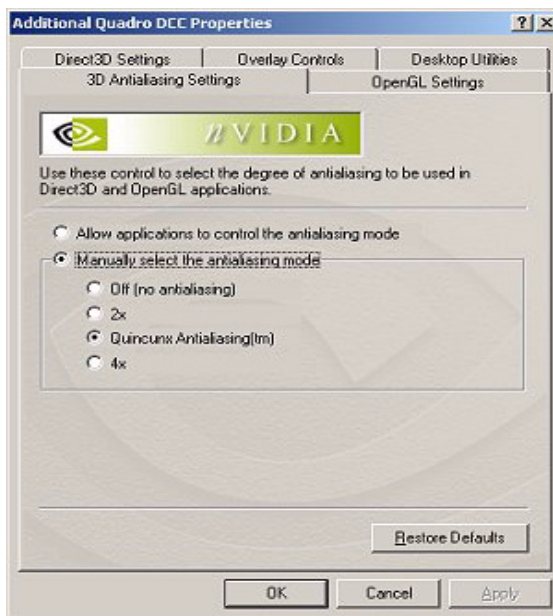 Additional Quadro DCC Properties
Direct3D Settings
Overlay Controls
Desktop Utilities
3D Antialiasing Settings
OpenGL Settings
nVIDIA
Use these control to select the degree of antialiasing to be used in
Direct3D and OpenGL applications.
Allow applications to control the antialiasing mode
Manually select the antialiasing mode
Off (no antialiasing)
2x
Quincunx Antialiasing(tm)
4x
Restore Defaults
OK
Cancel
Apply